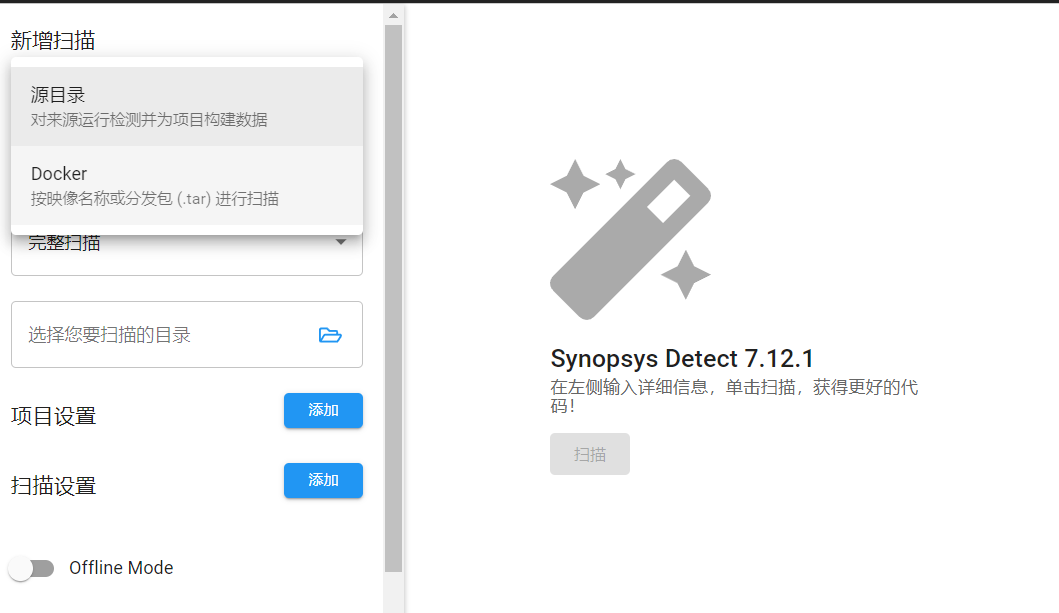 新增扫描
源目录
对来源运行检测并为项目构建数据
Docker
按映像名称或分发包 (.tar) 进行扫描
完整扫描
选择您要扫描的目录
项目设置
添加
扫描设置
添加
Offline Mode
Synopsys Detect 7.12.1
在左侧输入详细信息，单击扫描，获得更好的代
码！
扫描